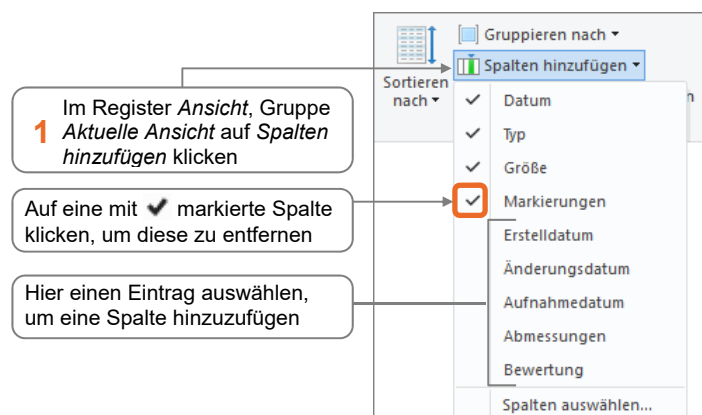 1 Im Register Ansicht, Gruppe
Aktuelle Ansicht auf Spalten
hinzufügen klicken
Auf eine mit ✔ markierte Spalte
klicken, um diese zu entfernen
Hier einen Eintrag auswählen,
um eine Spalte hinzuzufügen
Sortieren
nach
Gruppieren nach
Spalten hinzufügen
n
Datum
Typ
Größe
Markierungen
Erstelldatum
Änderungsdatum
Aufnahmedatum
Abmessungen
Bewertung
Spalten auswählen...